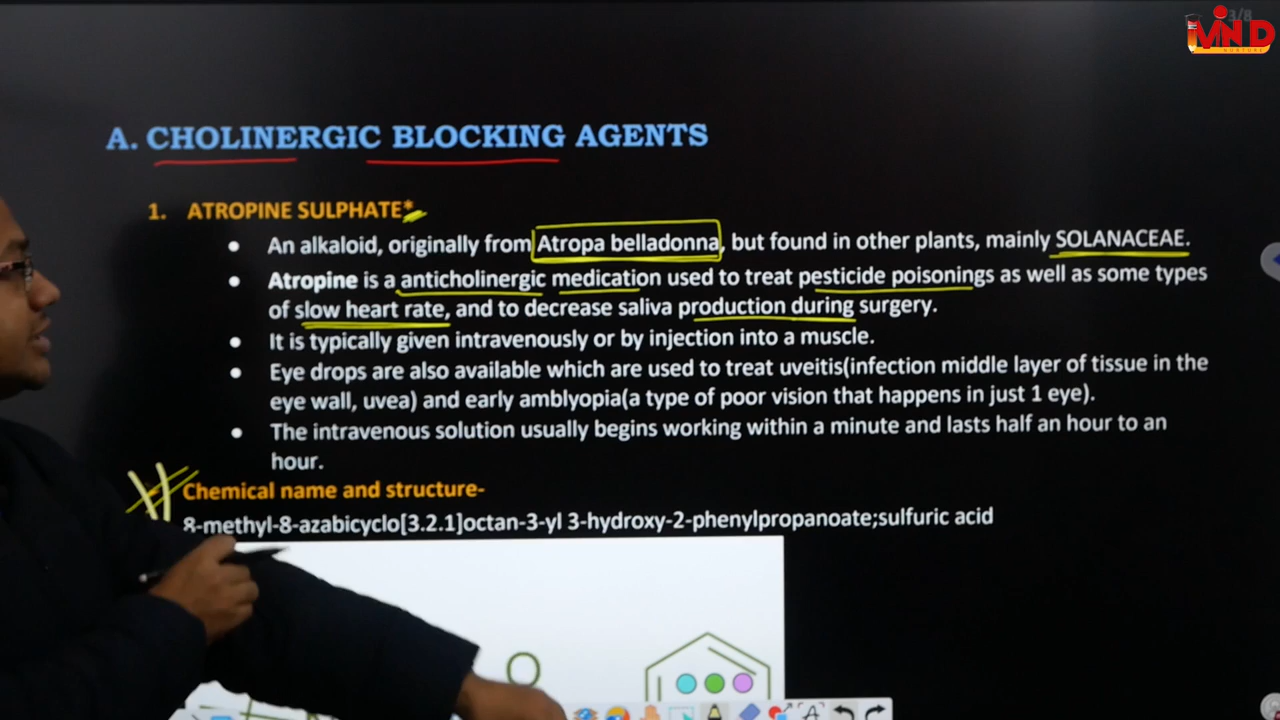 3/8
MIND
NURTURE
A. CHOLINERGIC BLOCKING AGENTS
1. ATROPINE SULPHATE*
• An alkaloid, originally from Atropa belladonna, but found in other plants, mainly SOLANACEAE.
• Atropine is a anticholinergic medication used to treat pesticide poisonings as well as some types
of slow heart rate, and to decrease saliva production during surgery.
• It is typically given intravenously or by injection into a muscle.
• Eye drops are also available which are used to treat uveitis(infection middle layer of tissue in the
eye wall, uvea) and early amblyopia(a type of poor vision that happens in just 1 eye).
• The intravenous solution usually begins working within a minute and lasts half an hour to an
hour.
Chemical name and structure-
8-methyl-8-azabicyclo[3.2.1]octan-3-yl 3-hydroxy-2-phenylpropanoate;sulfuric acid
O